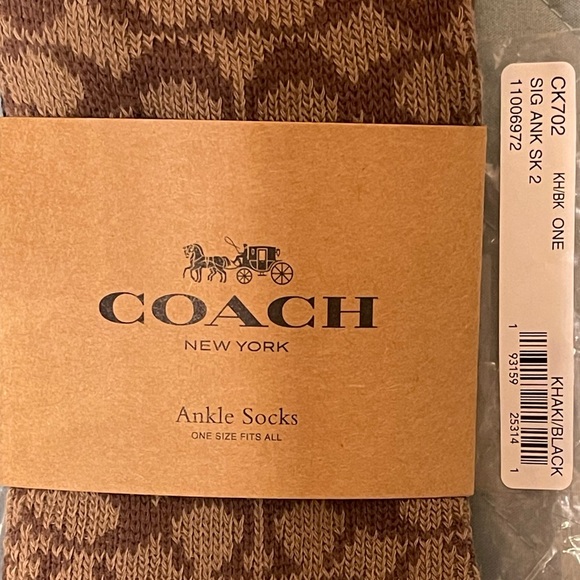 COACH
NEW YORK
Ankle Socks
ONE SIZE FITS ALL
CK702 KH/BK ONE
SIG ANK SK 2
11006972
KHAKI/BLACK
1 93159 25314 1